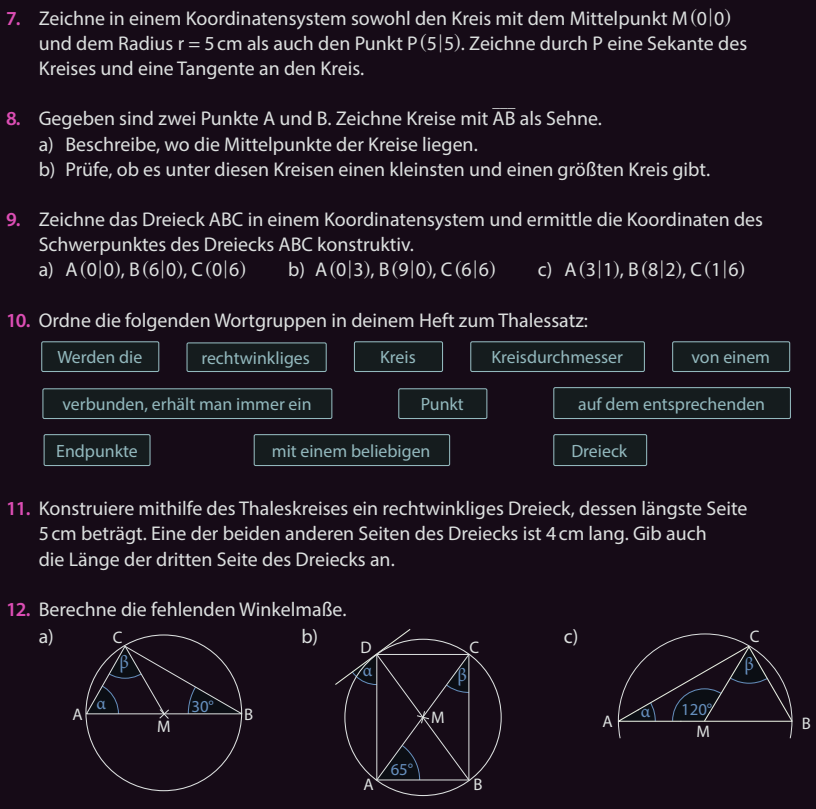 7. Zeichne in einem Koordinatensystem sowohl den Kreis mit dem Mittelpunkt M(0|0)
und dem Radius r = 5 cm als auch den Punkt P(5|5). Zeichne durch P eine Sekante des
Kreises und eine Tangente an den Kreis.
8. Gegeben sind zwei Punkte A und B. Zeichne Kreise mit A̅B̅ als Sehne.
a) Beschreibe, wo die Mittelpunkte der Kreise liegen.
b) Prüfe, ob es unter diesen Kreisen einen kleinsten und einen größten Kreis gibt.
9. Zeichne das Dreieck ABC in einem Koordinatensystem und ermittle die Koordinaten des
Schwerpunktes des Dreiecks ABC konstruktiv.
a) A(0|0), B(6|0), C(0|6) b) A(0|3), B(9|0), C(6|6) c) A(3|1), B(8|2), C(1|6)
10. Ordne die folgenden Wortgruppen in deinem Heft zum Thalessatz:
Werden die rechtwinkliges Kreis Kreisdurchmesser von einem
verbunden, erhält man immer ein Punkt auf dem entsprechenden
Endpunkte mit einem beliebigen Dreieck
11. Konstruiere mithilfe des Thaleskreises ein rechtwinkliges Dreieck, dessen längste Seite
5 cm beträgt. Eine der beiden anderen Seiten des Dreiecks ist 4 cm lang. Gib auch
die Länge der dritten Seite des Dreiecks an.
12. Berechne die fehlenden Winkelmaße.
a)
C
β
α
30°
A
B
M
b)
D
C
α
β
M
65°
A
B
c)
C
β
α
120°
A
M
B